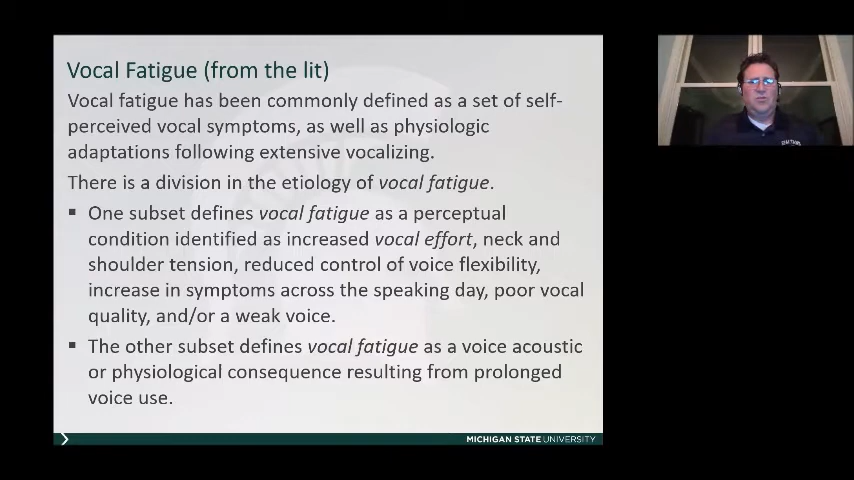 Vocal Fatigue (from the lit)
Vocal fatigue has been commonly defined as a set of self-
perceived vocal symptoms, as well as physiologic
adaptations following extensive vocalizing.
There is a division in the etiology of vocal fatigue.
▪ One subset defines vocal fatigue as a perceptual
condition identified as increased vocal effort, neck and
shoulder tension, reduced control of voice flexibility,
increase in symptoms across the speaking day, poor vocal
quality, and/or a weak voice.
▪ The other subset defines vocal fatigue as a voice acoustic
or physiological consequence resulting from prolonged
voice use.
MICHIGAN STATE UNIVERSITY